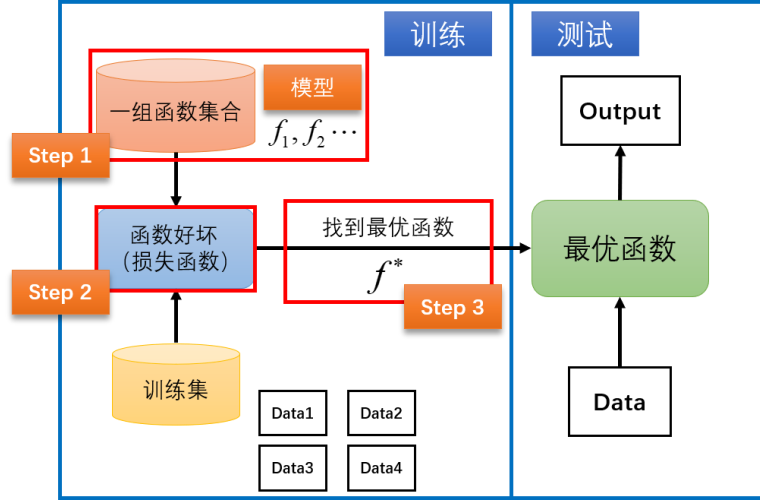 训练
测试
一组函数集合
模型
f₁, f₂ ⋯
Step 1
Output
函数好坏
（损失函数）
Step 2
找到最优函数
f*
Step 3
最优函数
训练集
Data1
Data2
Data3
Data4
Data